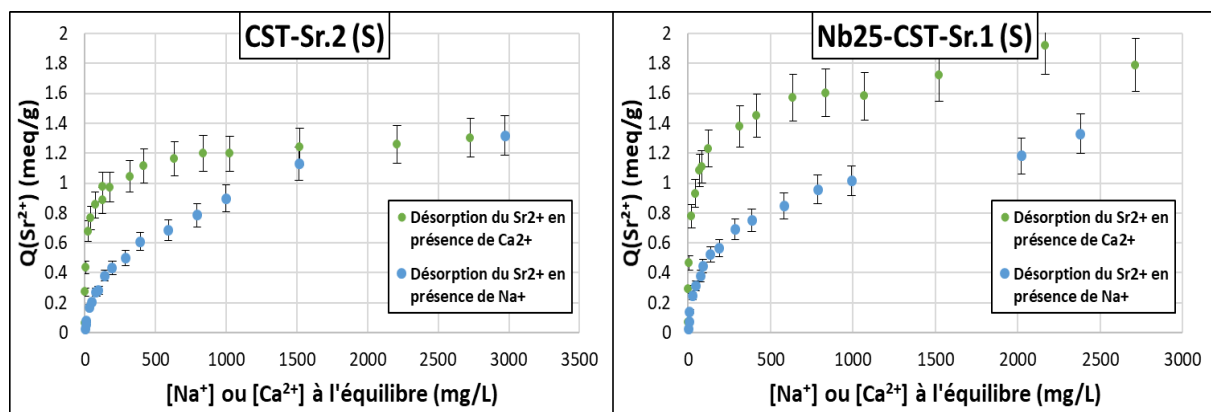 CST-Sr.2 (S)
Q(Sr²⁺) (meq/g)
2
1.8
1.6
1.4
1.2
1
0.8
0.6
0.4
0.2
0
0 500 1000 1500 2000 2500 3000 3500
[Na⁺] ou [Ca²⁺] à l'équilibre (mg/L)
Désorption du Sr2+ en
présence de Ca2+
Désorption du Sr2+ en
présence de Na+
Nb25-CST-Sr.1 (S)
Q(Sr²⁺) (meq/g)
2
1.8
1.6
1.4
1.2
1
0.8
0.6
0.4
0.2
0
0 500 1000 1500 2000 2500 3000
[Na⁺] ou [Ca²⁺] à l'équilibre (mg/L)
Désorption du Sr2+ en
présence de Ca2+
Désorption du Sr2+ en
présence de Na+